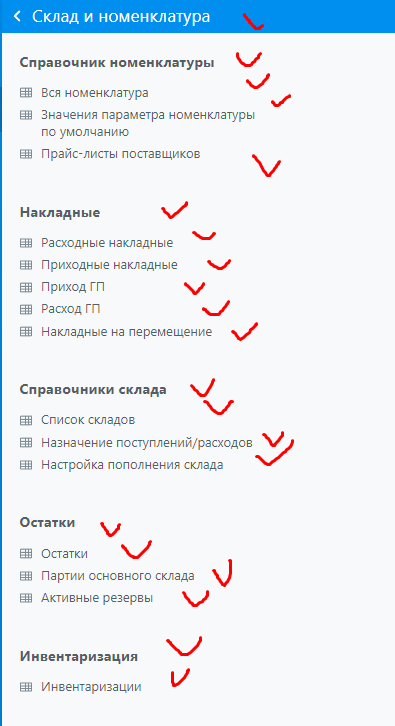 Склад и номенклатура
Справочник номенклатуры
Вся номенклатура
Значения параметра номенклатуры
по умолчанию
Прайс-листы поставщиков
Накладные
Расходные накладные
Приходные накладные
Приход ГП
Расход ГП
Накладные на перемещение
Справочники склада
Список складов
Назначение поступлений/расходов
Настройка пополнения склада
Остатки
Остатки
Партии основного склада
Активные резервы
Инвентаризация
Инвентаризации